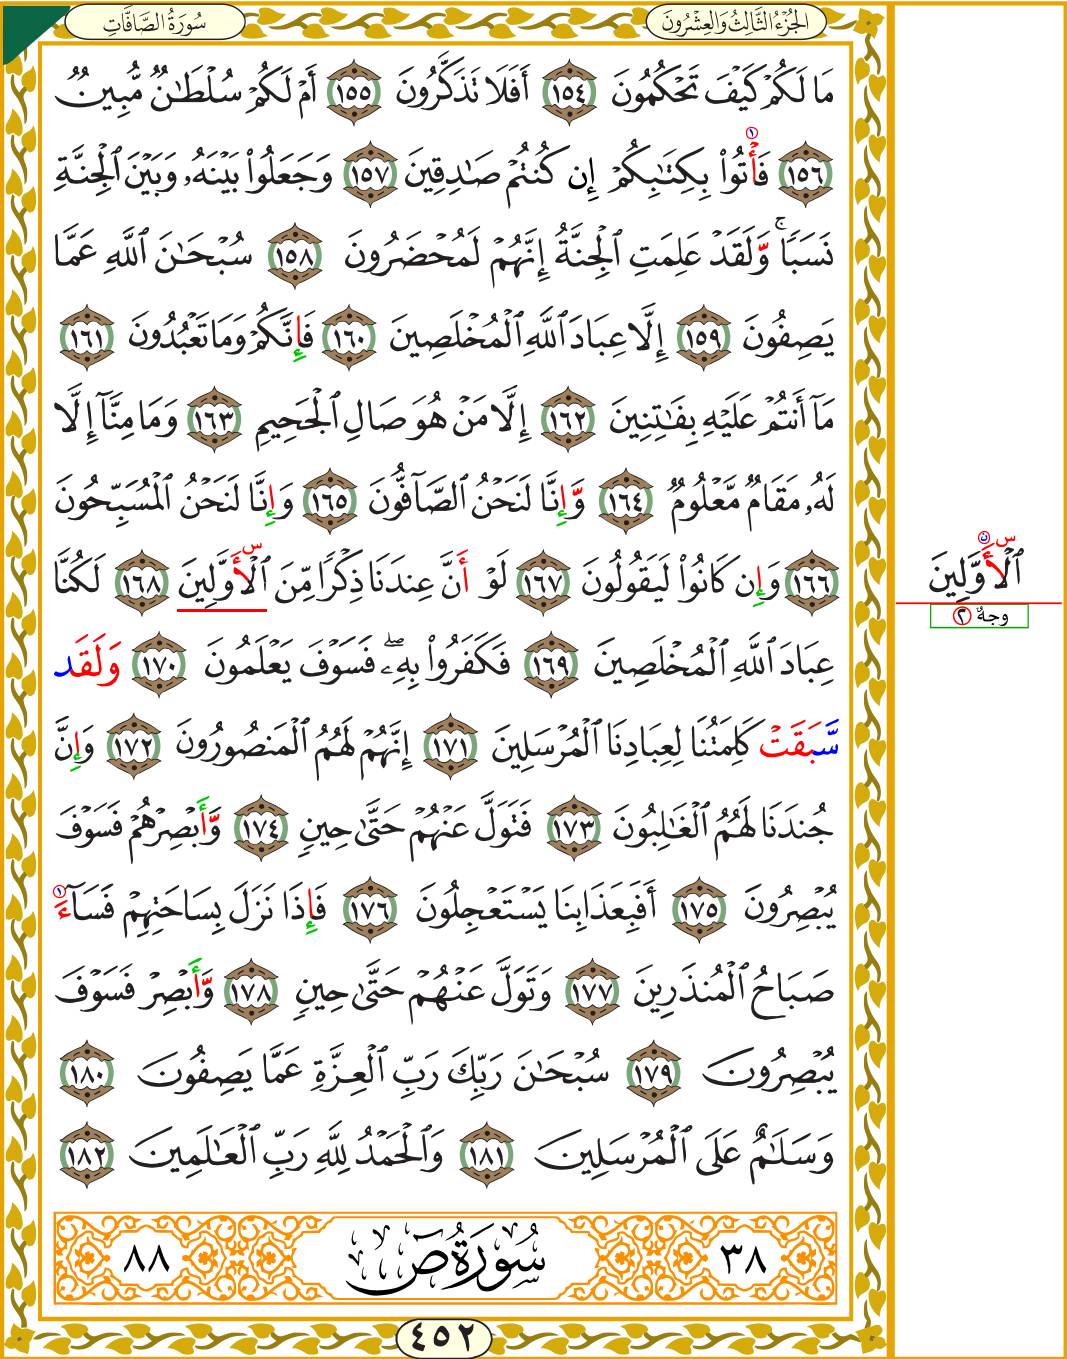 سُورَةُ الصَّافَّاتِ
الجُزْءُ الثَّالِثُ وَالعِشْرُونَ
مَا لَكُمْ كَيْفَ تَحْكُمُونَ ١٥٤ أَفَلَا تَذَكَّرُونَ ١٥٥ أَمْ لَكُمْ سُلْطَٰنٌ مُّبِينٌ
١٥٦ فَأْتُوا۟ بِكِتَٰبِكُمْ إِن كُنتُمْ صَٰدِقِينَ ١٥٧ وَجَعَلُوا۟ بَيْنَهُۥ وَبَيْنَ ٱلْجِنَّةِ
نَسَبًا ۚ وَّلَقَدْ عَلِمَتِ ٱلْجِنَّةُ إِنَّهُمْ لَمُحْضَرُونَ ١٥٨ سُبْحَٰنَ ٱللَّهِ عَمَّا
يَصِفُونَ ١٥٩ إِلَّا عِبَادَ ٱللَّهِ ٱلْمُخْلَصِينَ ١٦٠ فَإِنَّكُمْ وَمَا تَعْبُدُونَ ١٦١
مَآ أَنتُمْ عَلَيْهِ بِفَٰتِنِينَ ١٦٢ إِلَّا مَنْ هُوَ صَالِ ٱلْجَحِيمِ ١٦٣ وَمَا مِنَّآ إِلَّا
لَهُۥ مَقَامٌ مَّعْلُومٌ ١٦٤ وَّإِنَّا لَنَحْنُ ٱلصَّآفُّونَ ١٦٥ وَإِنَّا لَنَحْنُ ٱلْمُسَبِّحُونَ
١٦٦ وَإِن كَانُوا۟ لَيَقُولُونَ ١٦٧ لَوْ أَنَّ عِندَنَا ذِكْرًا مِّنَ ٱلْأَوَّلِينَ ١٦٨ لَكُنَّا
عِبَادَ ٱللَّهِ ٱلْمُخْلَصِينَ ١٦٩ فَكَفَرُوا۟ بِهِۦ ۖ فَسَوْفَ يَعْلَمُونَ ١٧٠ وَلَقَد
سَّبَقَتْ كَلِمَتُنَا لِعِبَادِنَا ٱلْمُرْسَلِينَ ١٧١ إِنَّهُمْ لَهُمُ ٱلْمَنصُورُونَ ١٧٢ وَإِنَّ
جُندَنَا لَهُمُ ٱلْغَٰلِبُونَ ١٧٣ فَتَوَلَّ عَنْهُمْ حَتَّىٰ حِينٍ ١٧٤ وَّأَبْصِرْهُمْ فَسَوْفَ
يُبْصِرُونَ ١٧٥ أَفَبِعَذَابِنَا يَسْتَعْجِلُونَ ١٧٦ فَإِذَا نَزَلَ بِسَاحَتِهِمْ فَسَآءَ
صَبَاحُ ٱلْمُنذَرِينَ ١٧٧ وَتَوَلَّ عَنْهُمْ حَتَّىٰ حِينٍ ١٧٨ وَّأَبْصِرْ فَسَوْفَ
يُبْصِرُونَ ١٧٩ سُبْحَٰنَ رَبِّكَ رَبِّ ٱلْعِزَّةِ عَمَّا يَصِفُونَ ١٨٠
وَسَلَٰمٌ عَلَى ٱلْمُرْسَلِينَ ١٨١ وَٱلْحَمْدُ لِلَّهِ رَبِّ ٱلْعَٰلَمِينَ ١٨٢
٣٨ سُورَةُ صٓ ٨٨
٤٥٢
ٱلْأَوَّلِينَ
وجهٌ ٢